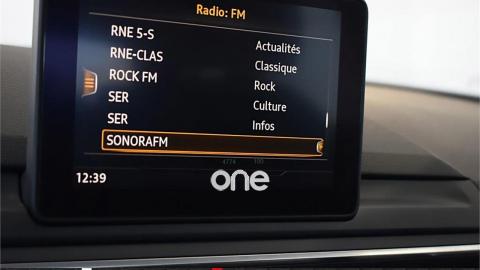 Radio: FM
RNE 5-S Actualités
RNE-CLAS Classique
ROCK FM Rock
SER Culture
SER Infos
SONORAFM
12:39
one